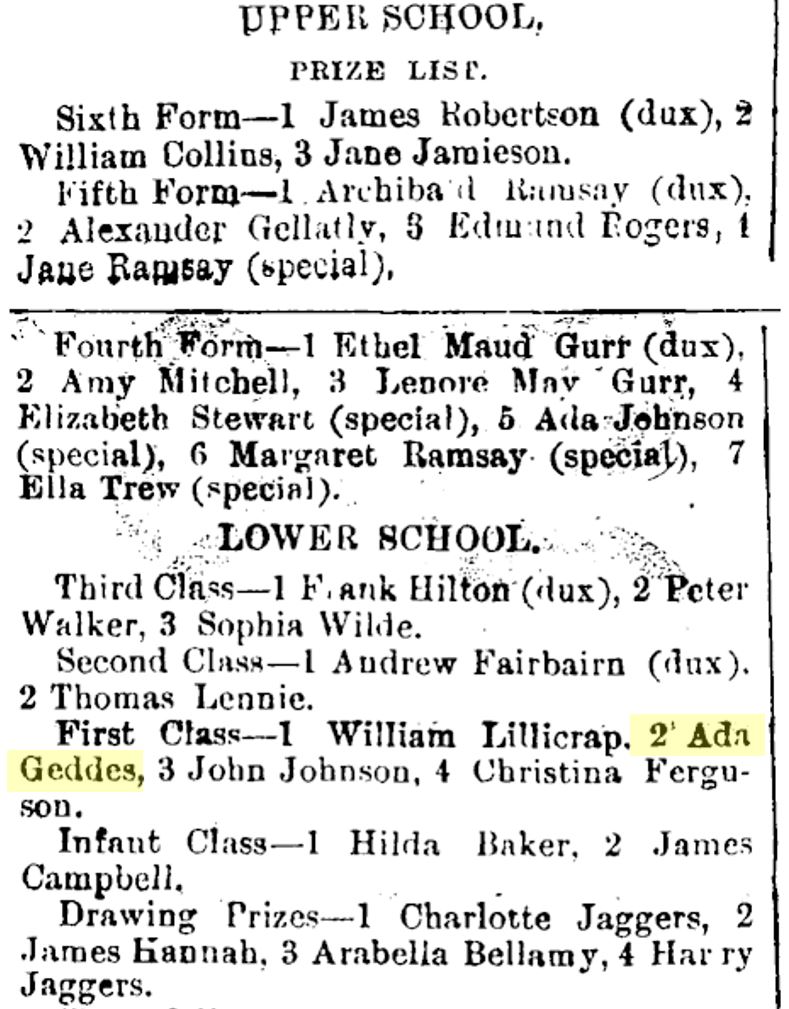 UPPER SCHOOL.
PRIZE LIST.
Sixth Form—1 James Robertson (dux), 2
William Collins, 3 Jane Jamieson.
Fifth Form—1 Archibald Ramsay (dux),
2 Alexander Gellatly, 3 Edmund Rogers, 4
Jane Ramsay (special),
Fourth Form—1 Ethel Maud Gurr (dux),
2 Amy Mitchell, 3 Lenore May Gurr, 4
Elizabeth Stewart (special), 5 Ada Johnson
(special), 6 Margaret Ramsay (special), 7
Ella Trew (special).
LOWER SCHOOL.
Third Class—1 Frank Hilton (dux), 2 Peter
Walker, 3 Sophia Wilde.
Second Class—1 Andrew Fairbairn (dux),
2 Thomas Lennie.
First Class—1 William Lillicrap, 2 Ada
Geddes, 3 John Johnson, 4 Christina Fergu-
son.
Infant Class—1 Hilda Baker, 2 James
Campbell.
Drawing Prizes—1 Charlotte Jaggers, 2
James Hannah, 3 Arabella Bellamy, 4 Harry
Jaggers.